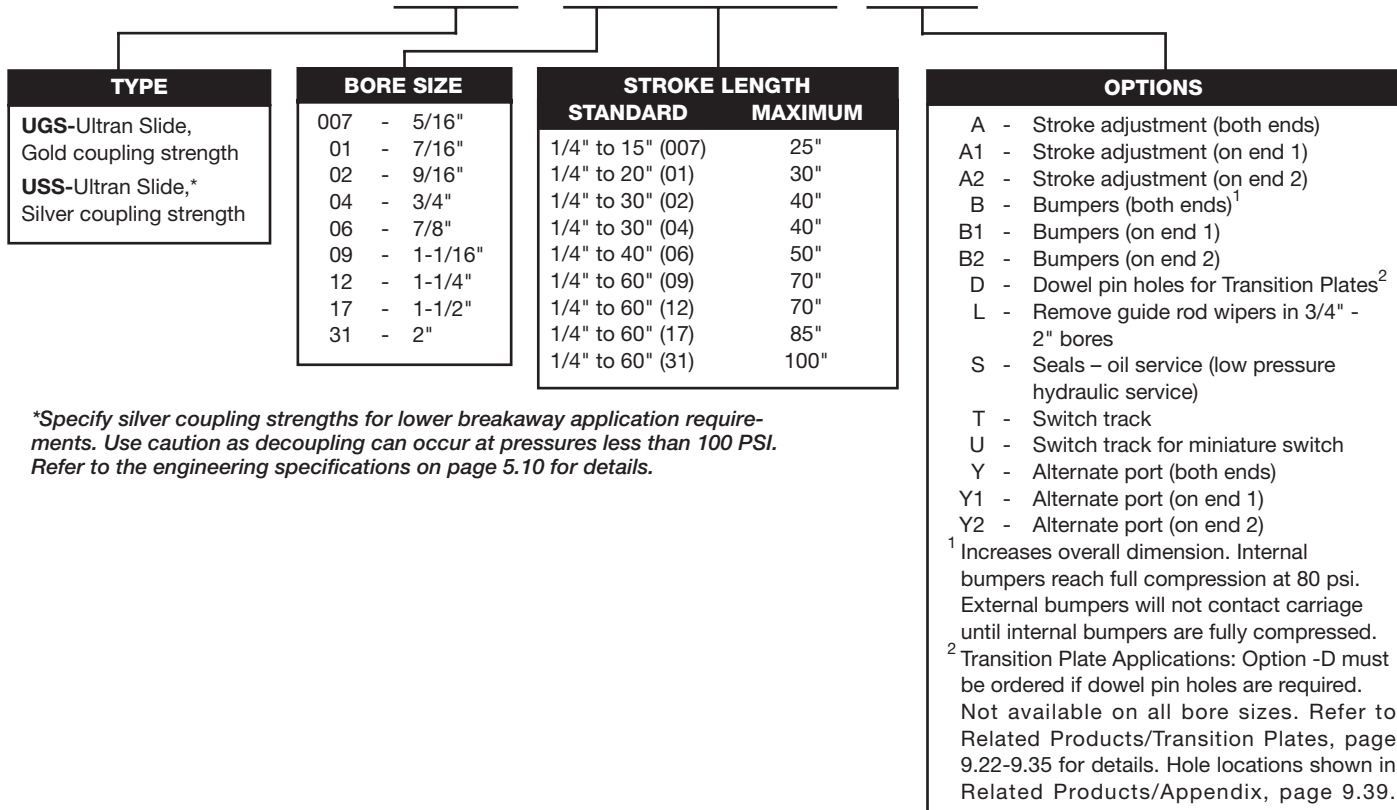 TYPE
UGS-Ultran Slide,
Gold coupling strength
USS-Ultran Slide,*
Silver coupling strength
BORE SIZE
007 - 5/16"
01 - 7/16"
02 - 9/16"
04 - 3/4"
06 - 7/8"
09 - 1-1/16"
12 - 1-1/4"
17 - 1-1/2"
31 - 2"
STROKE LENGTH
STANDARD MAXIMUM
1/4" to 15" (007) 25"
1/4" to 20" (01) 30"
1/4" to 30" (02) 40"
1/4" to 30" (04) 40"
1/4" to 40" (06) 50"
1/4" to 60" (09) 70"
1/4" to 60" (12) 70"
1/4" to 60" (17) 85"
1/4" to 60" (31) 100"
*Specify silver coupling strengths for lower breakaway application require-
ments. Use caution as decoupling can occur at pressures less than 100 PSI.
Refer to the engineering specifications on page 5.10 for details.
OPTIONS
A - Stroke adjustment (both ends)
A1 - Stroke adjustment (on end 1)
A2 - Stroke adjustment (on end 2)
B - Bumpers (both ends)1
B1 - Bumpers (on end 1)
B2 - Bumpers (on end 2)
D - Dowel pin holes for Transition Plates2
L - Remove guide rod wipers in 3/4" -
2" bores
S - Seals – oil service (low pressure
hydraulic service)
T - Switch track
U - Switch track for miniature switch
Y - Alternate port (both ends)
Y1 - Alternate port (on end 1)
Y2 - Alternate port (on end 2)
1 Increases overall dimension. Internal
bumpers reach full compression at 80 psi.
External bumpers will not contact carriage
until internal bumpers are fully compressed.
2 Transition Plate Applications: Option -D must
be ordered if dowel pin holes are required.
Not available on all bore sizes. Refer to
Related Products/Transition Plates, page
9.22-9.35 for details. Hole locations shown in
Related Products/Appendix, page 9.39.